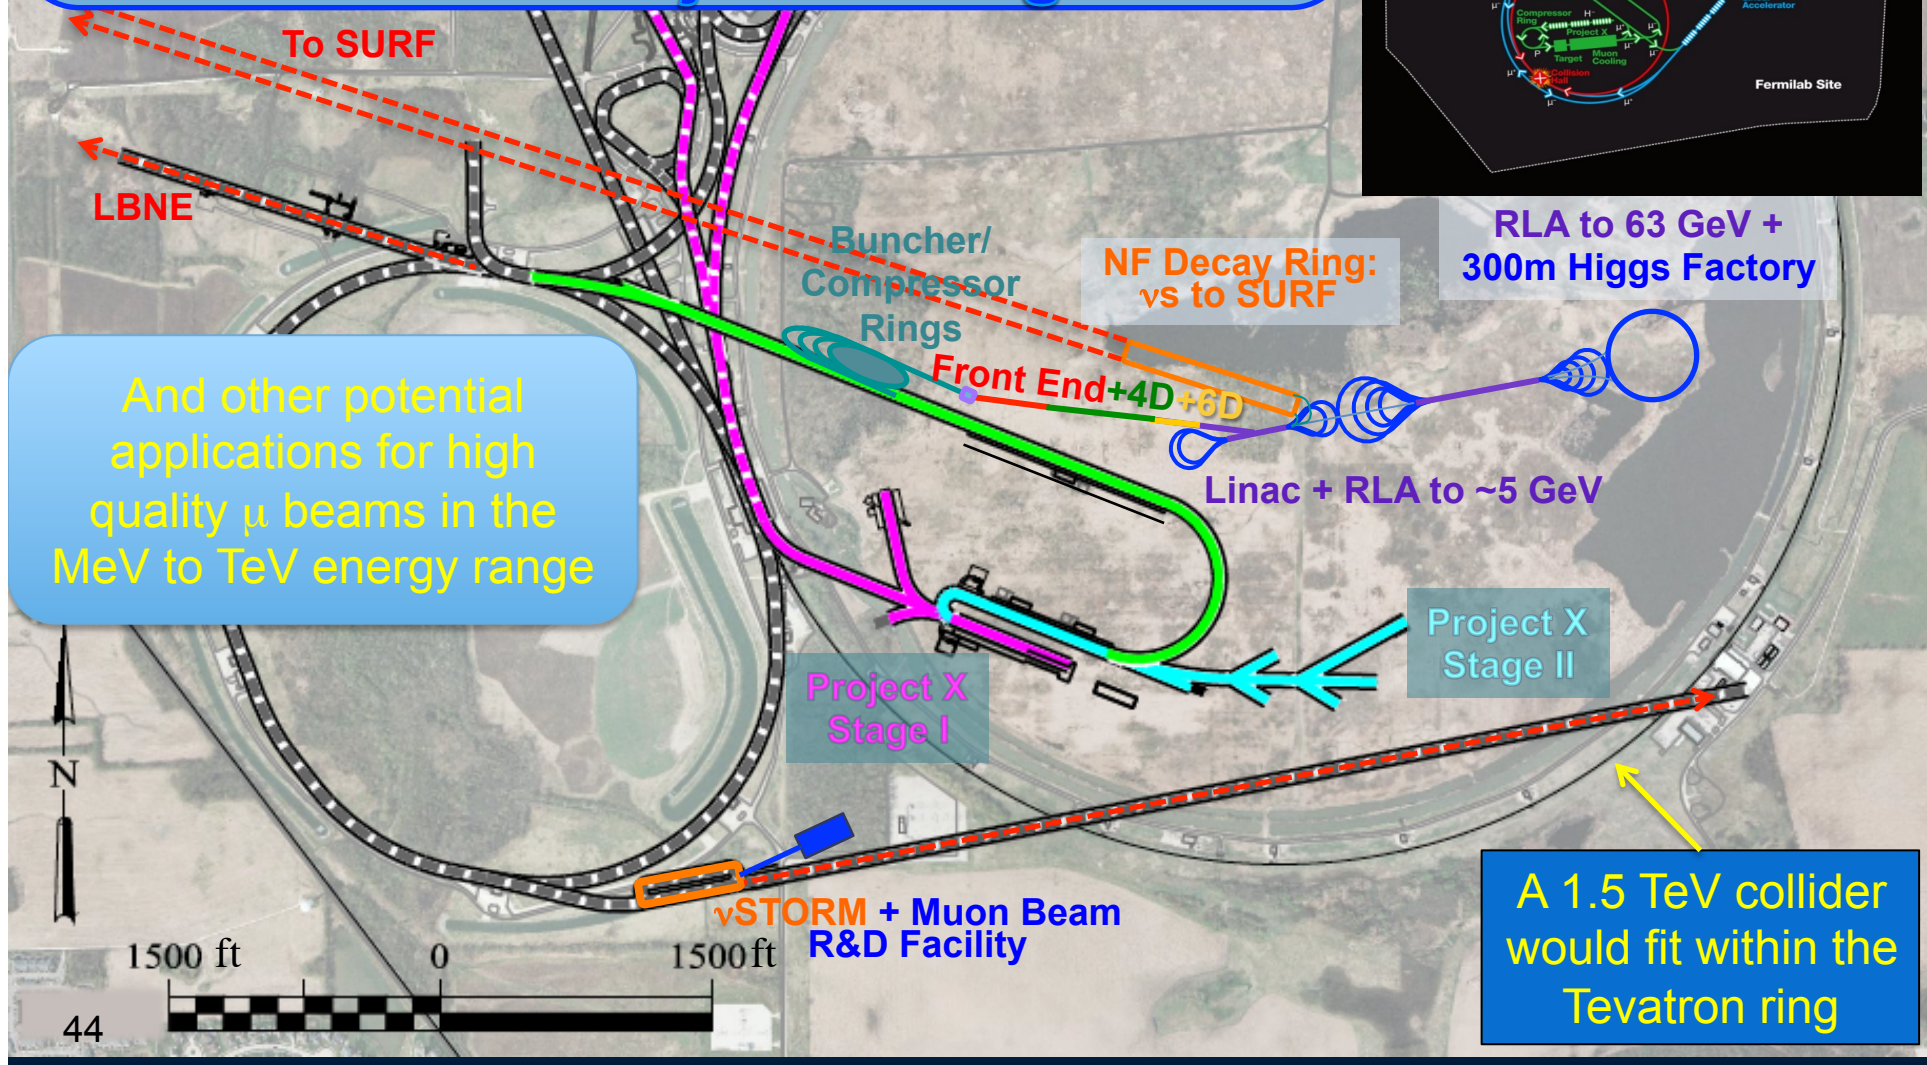 To SURF
LBNE
Compressor
Ring
H⁻
Project X
P
Target
Muon
Cooling
Accelerator
Collision
Hall
μ⁺
μ⁻
Fermilab Site
Buncher/
Compressor
Rings
NF Decay Ring:
νs to SURF
RLA to 63 GeV +
300m Higgs Factory
Front End+4D+6D
Linac + RLA to ~5 GeV
And other potential
applications for high
quality μ beams in the
MeV to TeV energy range
Project X
Stage I
Project X
Stage II
N
νSTORM + Muon Beam
R&D Facility
1500 ft
0
1500 ft
A 1.5 TeV collider
would fit within the
Tevatron ring
44